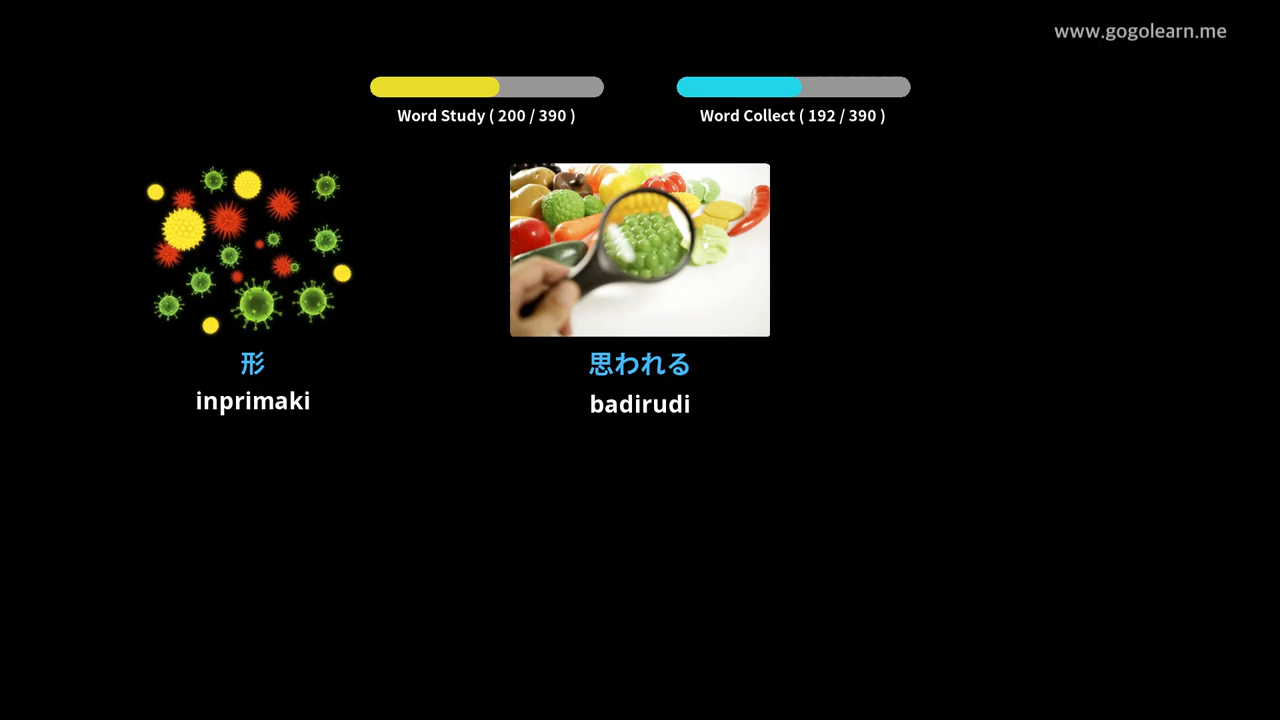 www.gogolearn.me
Word Study ( 200 / 390 )
Word Collect ( 192 / 390 )
形
inprimaki
思われる
badirudi